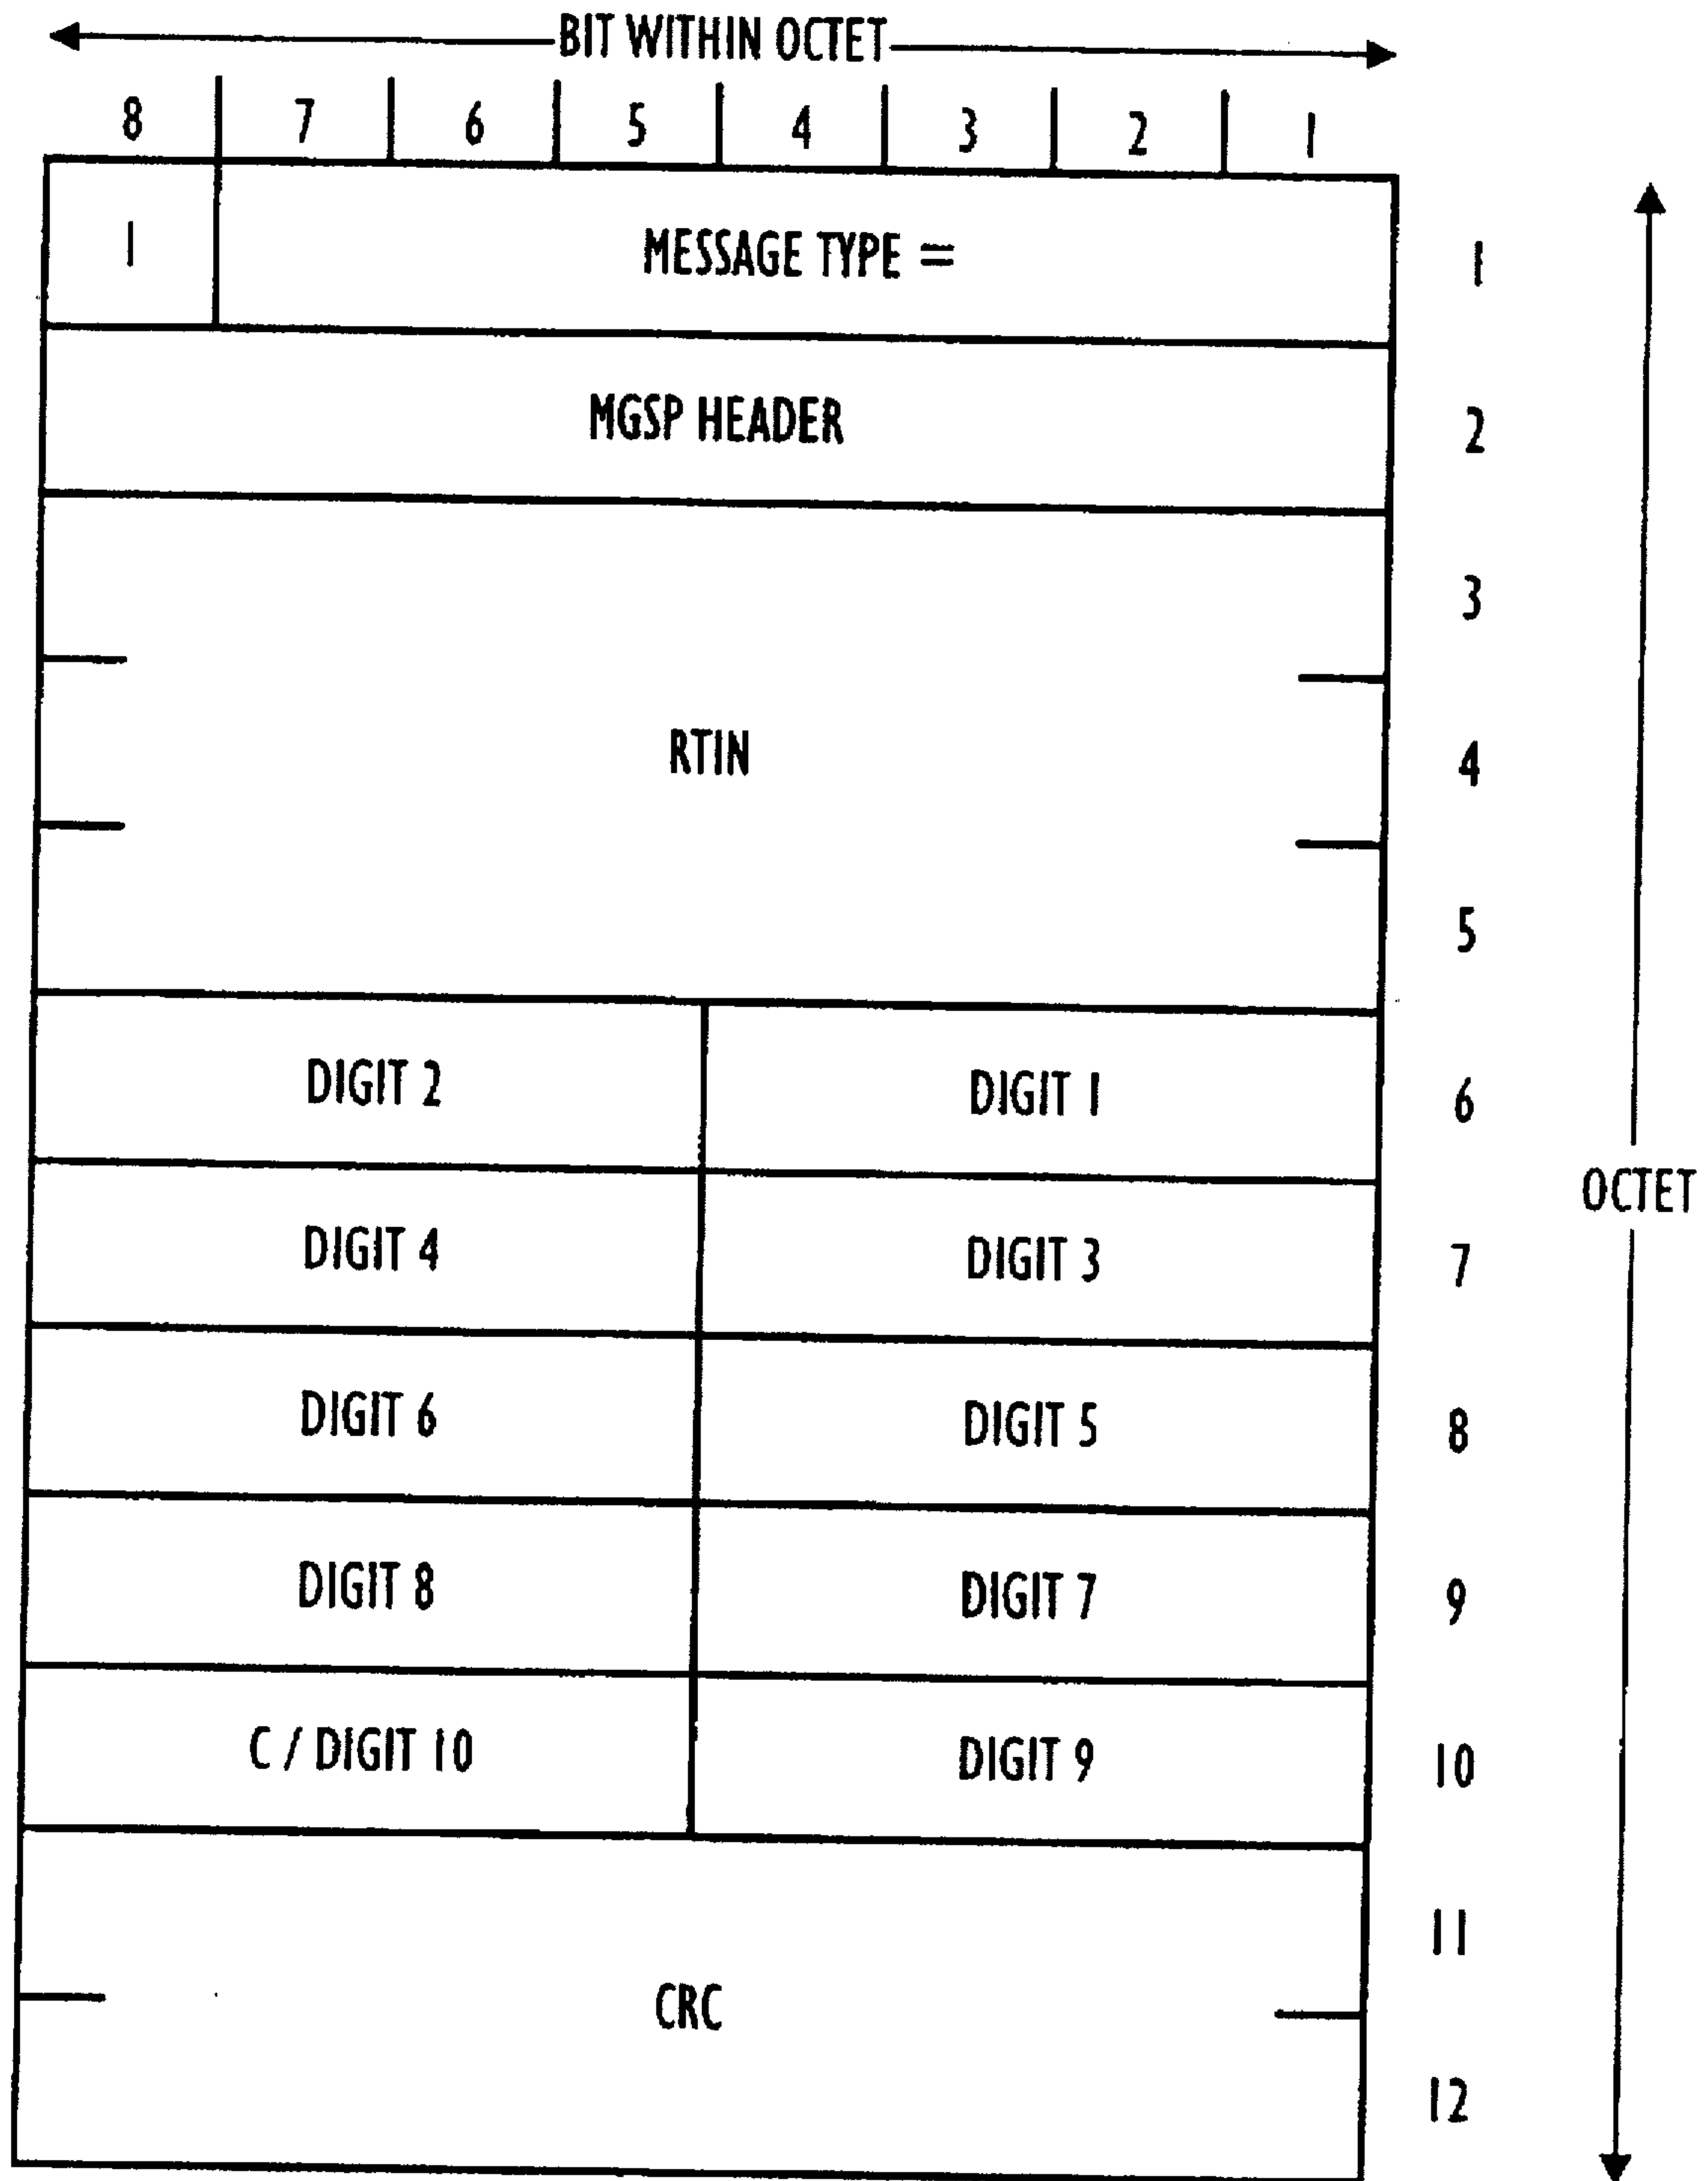 BIT WITHIN OCTET
8 7 6 5 4 3 2 1
1 MESSAGE TYPE = 1
MGSP HEADER 2
3
RTIN 4
5
DIGIT 2 DIGIT 1 6
OCTET
DIGIT 4 DIGIT 3 7
DIGIT 6 DIGIT 5 8
DIGIT 8 DIGIT 7 9
C / DIGIT 10 DIGIT 9 10
11
CRC
12